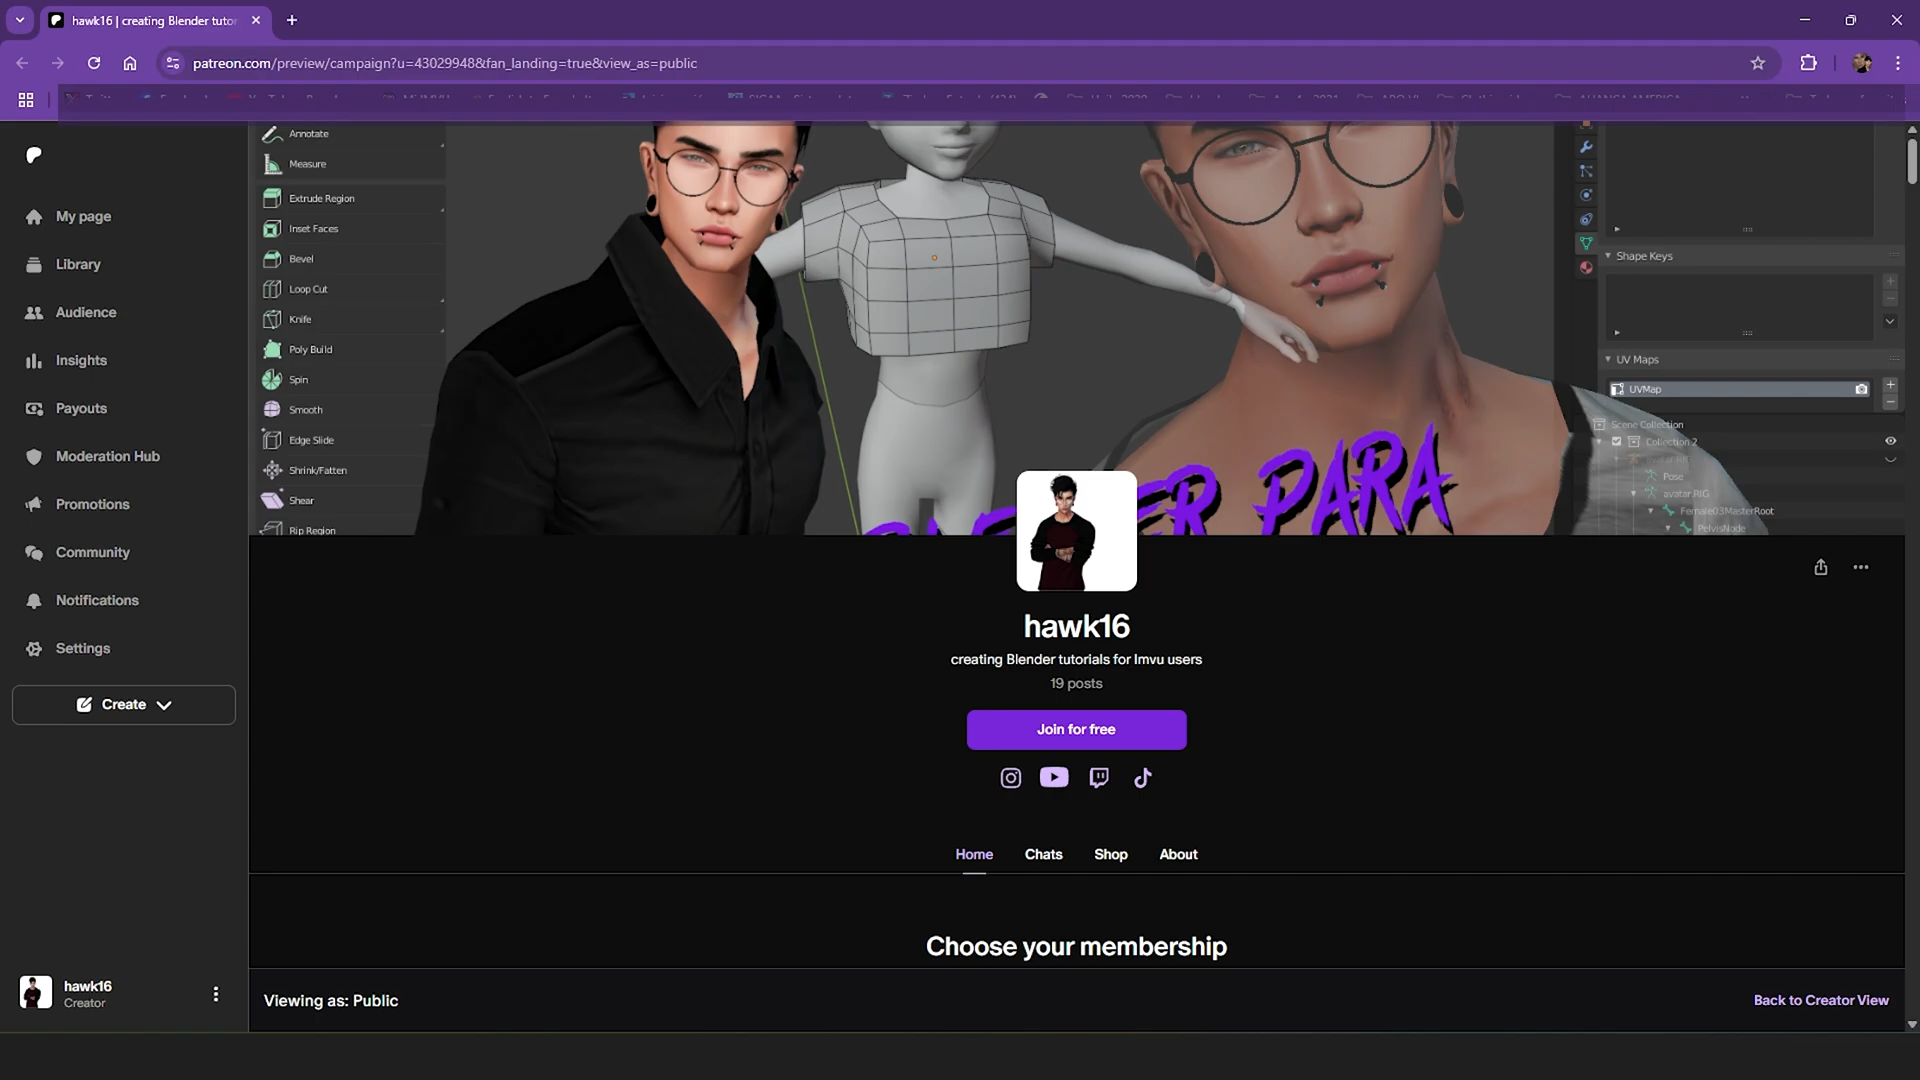 hawk16 | creating Blender tutor
patreon.com/preview/campaign?u=43029948&fan_landing=true&view_as=public
My page
Library
Audience
Insights
Payouts
Moderation Hub
Promotions
Community
Notifications
Settings
Create
hawk16
Creator
Annotate
Measure
Extrude Region
Inset Faces
Bevel
Loop Cut
Knife
Poly Build
Spin
Smooth
Edge Slide
Shrink/Fatten
Shear
Rip Region
Shape Keys
UV Maps
UVMap
Scene Collection
Collection 2
Pose
avatar.RIG
Female03MasterRoot
PelvisNode
PARA
hawk16
creating Blender tutorials for Imvu users
19 posts
Join for free
Home Chats Shop About
Choose your membership
Viewing as: Public
Back to Creator View